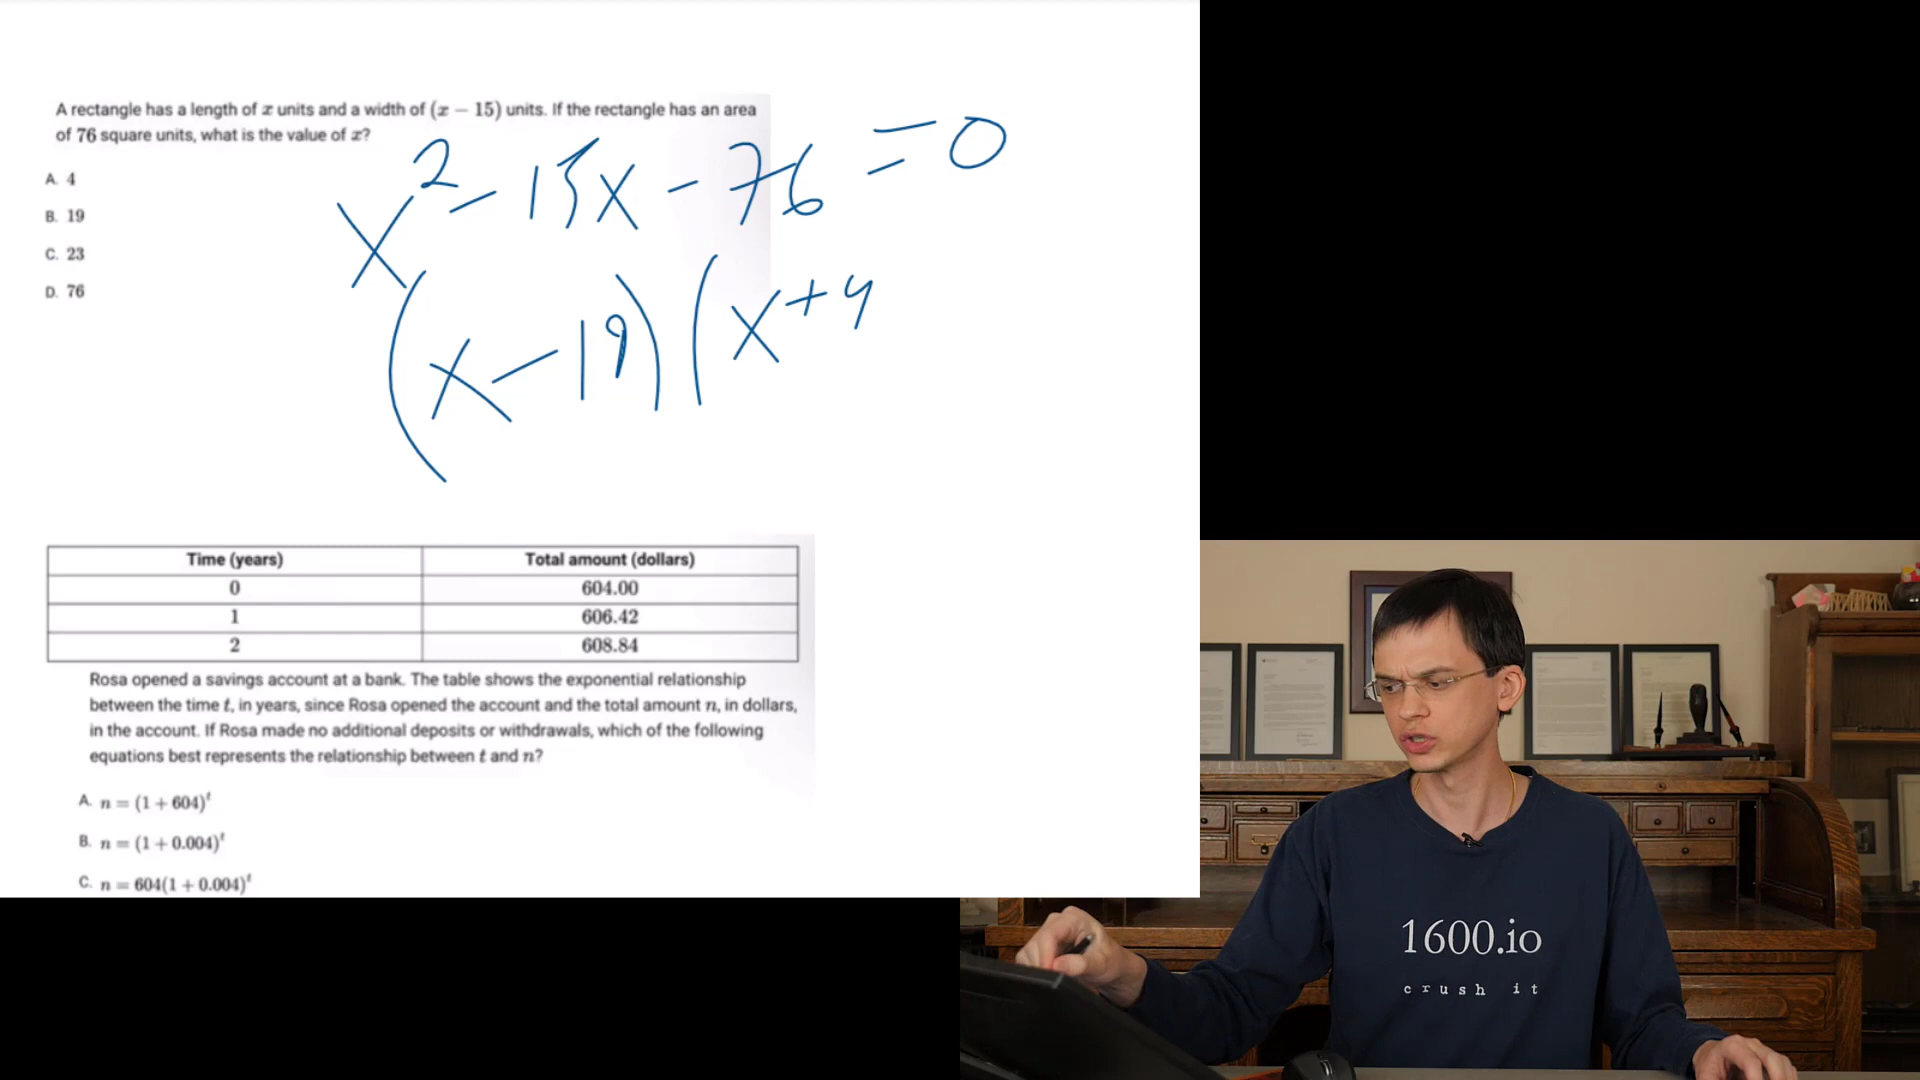 A rectangle has a length of x units and a width of (x − 15) units. If the rectangle has an area
of 76 square units, what is the value of x?
A. 4
B. 19
C. 23
D. 76
x² − 15x − 76 = 0
(x − 19)(x + 4
Time (years) Total amount (dollars)
0 604.00
1 606.42
2 608.84
Rosa opened a savings account at a bank. The table shows the exponential relationship
between the time t, in years, since Rosa opened the account and the total amount n, in dollars,
in the account. If Rosa made no additional deposits or withdrawals, which of the following
equations best represents the relationship between t and n?
A. n = (1 + 604)ᵗ
B. n = (1 + 0.004)ᵗ
C. n = 604(1 + 0.004)ᵗ
1600.io
crush it